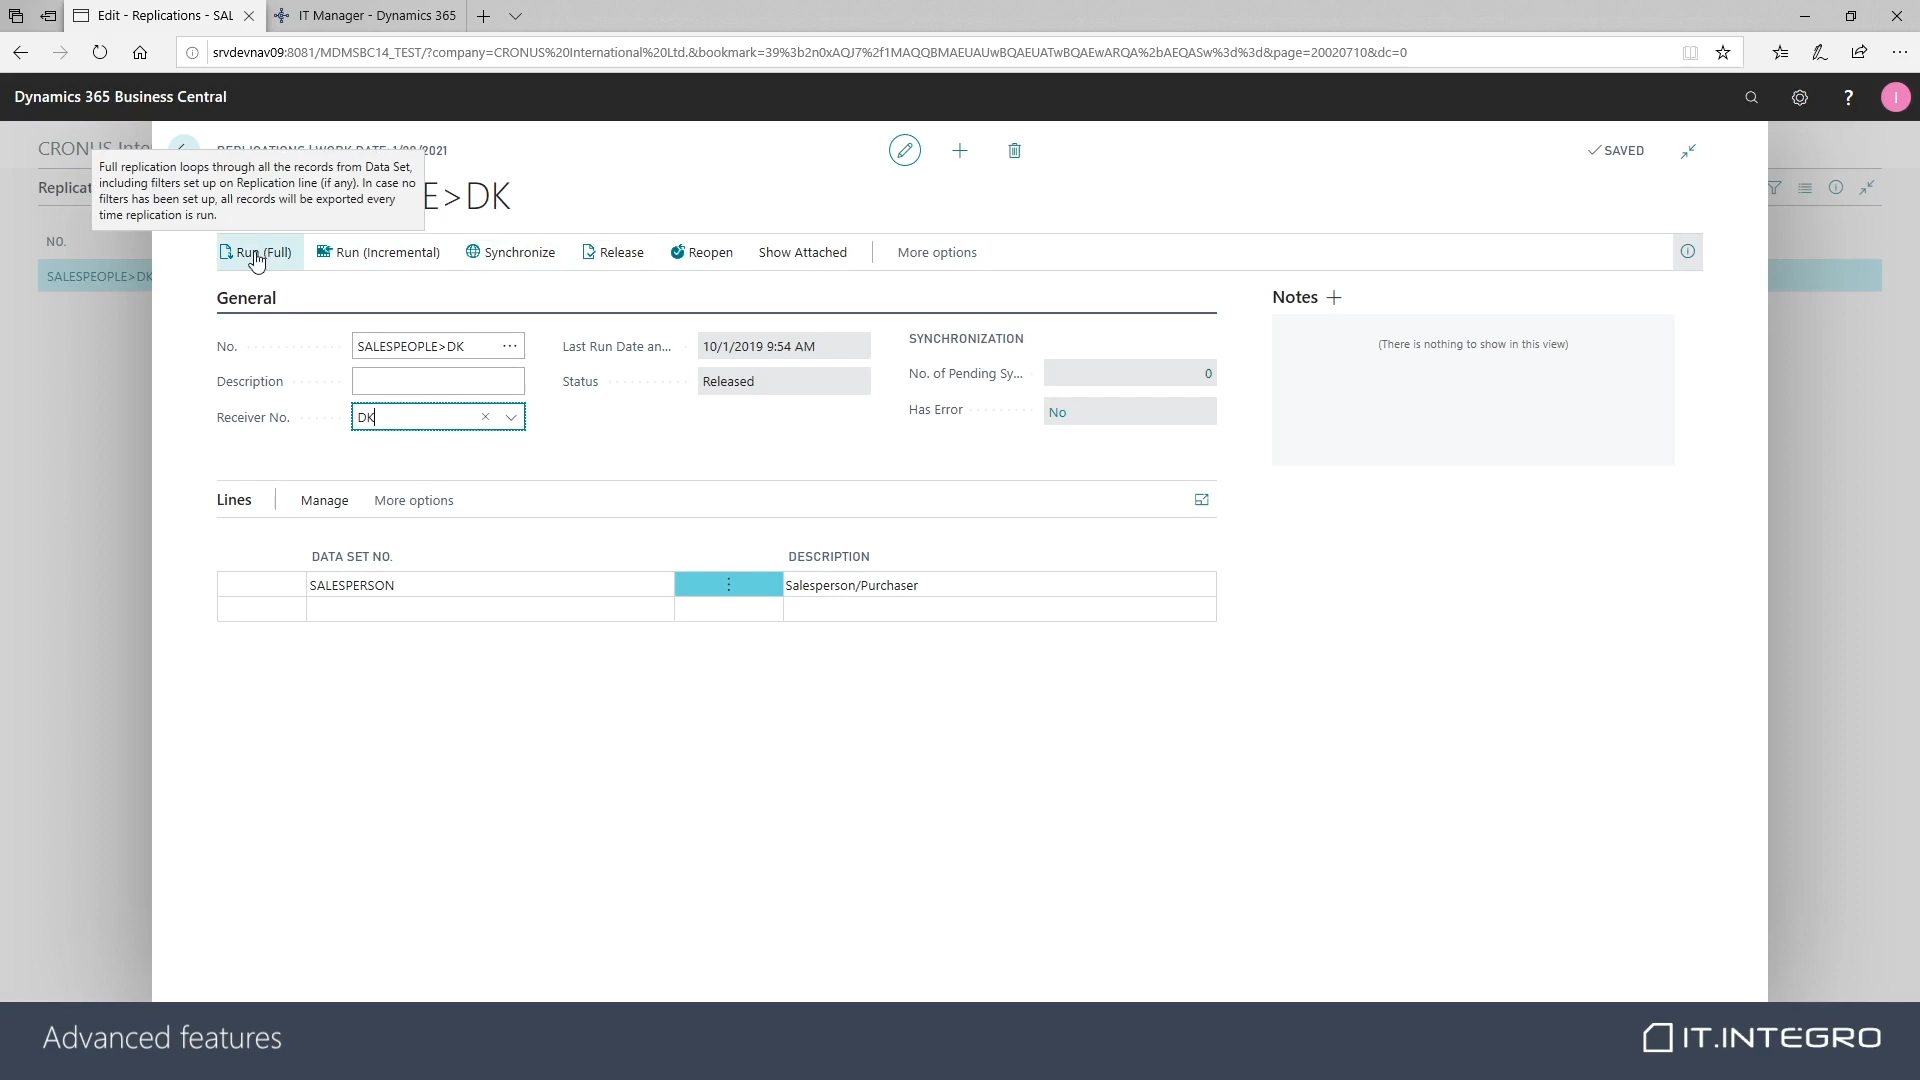 Edit - Replications - SAL
IT Manager - Dynamics 365
srvdevnav09:8081/MDMSBC14_TEST/?company=CRONUS%20International%20Ltd.&bookmark=39%3b2n0xAQJ7%2f1MAQQBMAEUAUwBQAEUATwBQAEwARQA%2bAEQASw%3d%3d&page=20020710&dc=0
Dynamics 365 Business Central
?
I
CRONUS Inte
/2021
SAVED
Full replication loops through all the records from Data Set,
including filters set up on Replication line (if any). In case no
filters has been set up, all records will be exported every
time replication is run.
Replicat
E>DK
NO.
SALESPEOPLE>DK
Run (Full)
Run (Incremental)
Synchronize
Release
Reopen
Show Attached
More options
General
Notes
No.
SALESPEOPLE>DK
Last Run Date an...
10/1/2019 9:54 AM
SYNCHRONIZATION
(There is nothing to show in this view)
Description
Status
Released
No. of Pending Sy...
0
Receiver No.
DK
Has Error
No
Lines
Manage
More options
DATA SET NO.
DESCRIPTION
SALESPERSON
Salesperson/Purchaser
Advanced features
IT.INTEGRO